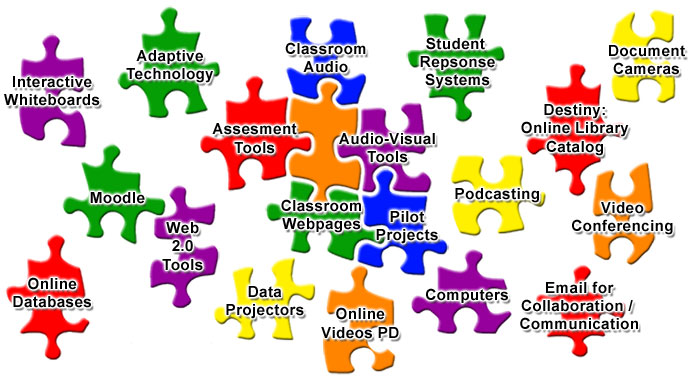 Interactive
Whiteboards
Adaptive
Technology
Classroom
Audio
Student
Repsonse
Systems
Document
Cameras
Assesment
Tools
Audio-Visual
Tools
Destiny:
Online Library
Catalog
Moodle
Web
2.0
Tools
Classroom
Webpages
Pilot
Projects
Podcasting
Video
Conferencing
Online
Databases
Data
Projectors
Online
Videos PD
Computers
Email for
Collaboration /
Communication